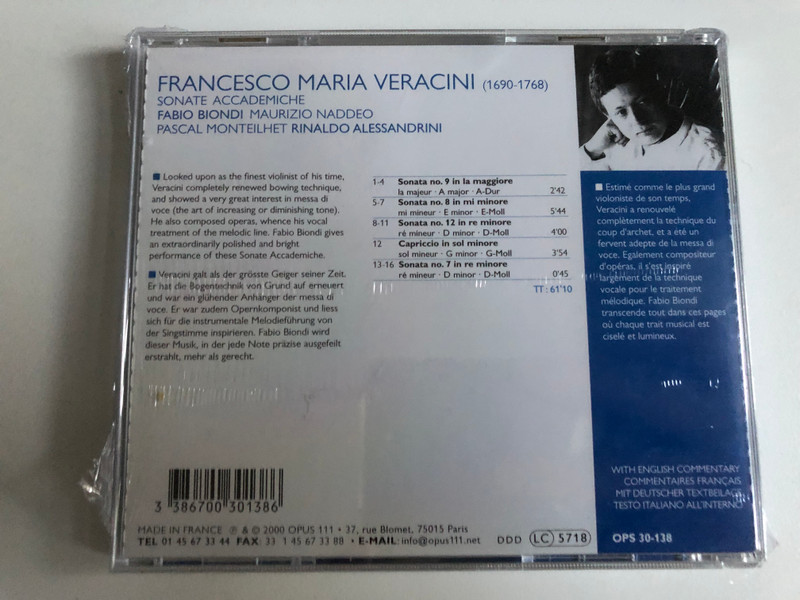 FRANCESCO MARIA VERACINI (1690-1768)
SONATE ACCADEMICHE
FABIO BIONDI MAURIZIO NADDEO
PASCAL MONTEILHET RINALDO ALESSANDRINI
■ Looked upon as the finest violinist of his time,
Veracini completely renewed bowing technique,
and showed a very great interest in messa di
voce (the art of increasing or diminishing tone).
He also composed operas, whence his vocal
treatment of the melodic line. Fabio Biondi gives
an extraordinarily polished and bright
performance of these Sonate Accademiche.
■ Veracini galt als der grösste Geiger seiner Zeit.
Er hat die Bogentechnik von Grund auf erneuert
und war ein glühender Anhänger der messa di
voce. Er war zudem Opernkomponist und liess
sich für die instrumentale Melodieführung von
der Singstimme inspirieren. Fabio Biondi wird
dieser Musik, in der jede Note präzise ausgefeilt
erstrahlt, mehr als gerecht.
1-4 Sonata no. 9 in la maggiore
la majeur · A major · A-Dur 2'42
5-7 Sonata no. 8 in mi minore
mi mineur · E minor · E-Moll 5'44
8-11 Sonata no. 12 in re minore
ré mineur · D minor · D-Moll 4'00
12 Capriccio in sol minore
sol mineur · G minor · G-Moll 3'54
13-16 Sonata no. 7 in re minore
ré mineur · D minor · D-Moll 0'45
TT : 61'10
■ Estimé comme le plus grand
violoniste de son temps,
Veracini a renouvelé
complètement la technique du
coup d'archet, et a été un
fervent adepte de la messa di
voce. Egalement compositeur
d'opéras, il s'est inspiré
largement de la technique
vocale pour le traitement
mélodique. Fabio Biondi
transcende tout dans ces pages
où chaque trait musical est
ciselé et lumineux.
WITH ENGLISH COMMENTARY
COMMENTAIRES FRANÇAIS
MIT DEUTSCHER TEXTBEILAGE
TESTO ITALIANO ALL'INTERNO
3 386700 301386
MADE IN FRANCE ℗ & © 2000 OPUS 111 • 37, rue Blomet, 75015 Paris
TEL 01 45 67 33 44 FAX: 33 1 45 67 33 88 • E-MAIL: info@opus111.net
DDD LC 5718
OPS 30-138